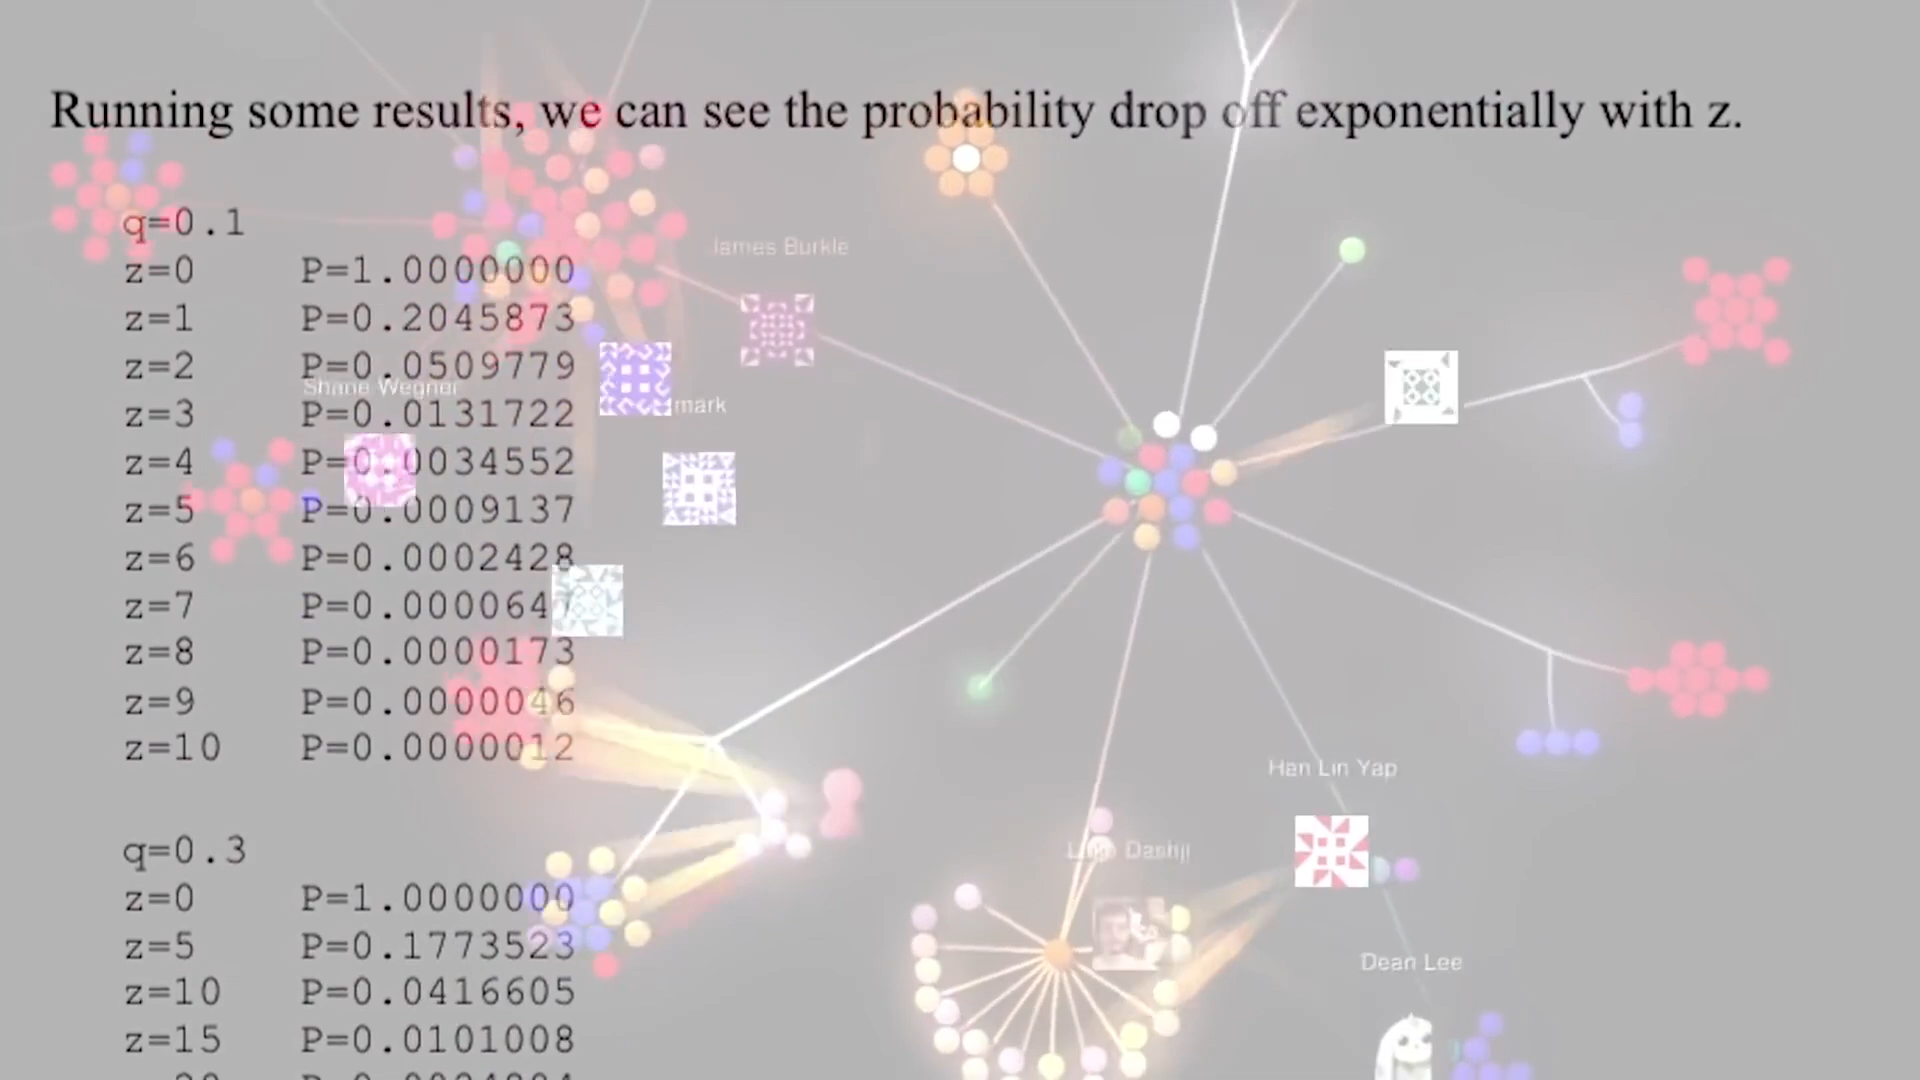 Running some results, we can see the probability drop off exponentially with z.
q=0.1
z=0 P=1.0000000
z=1 P=0.2045873
z=2 P=0.0509779
z=3 P=0.0131722
z=4 P=0.0034552
z=5 P=0.0009137
z=6 P=0.0002428
z=7 P=0.0000647
z=8 P=0.0000173
z=9 P=0.0000046
z=10 P=0.0000012
q=0.3
z=0 P=1.0000000
z=5 P=0.1773523
z=10 P=0.0416605
z=15 P=0.0101008
James Burkle
Shane Wegner
mark
Han Lin Yap
Dashji
Dean Lee